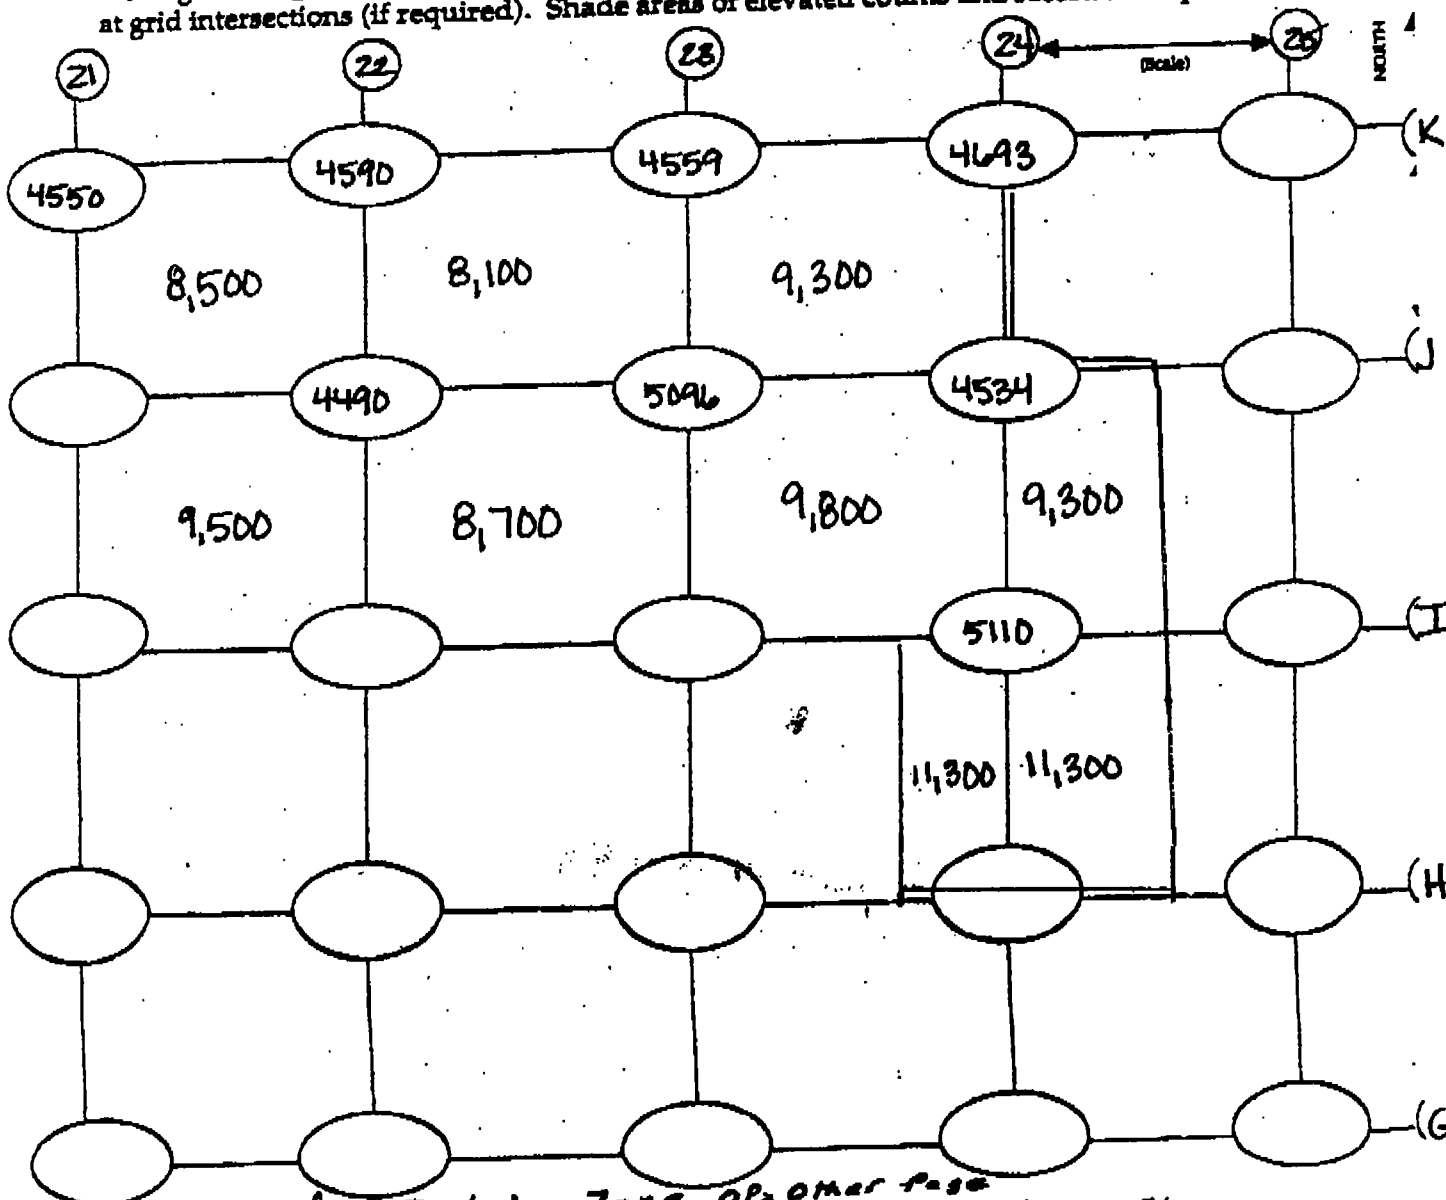 at grid intersections (if required). Shade areas of elevated counts
21 22 23 24 25
(Scale)
NORTH
4550 4590 4559 4693 K
8,500 8,100 9,300
4490 5096 4534 J
9,500 8,700 9,800 9,300
5110 I
11,300 11,300
H
G
Zone other